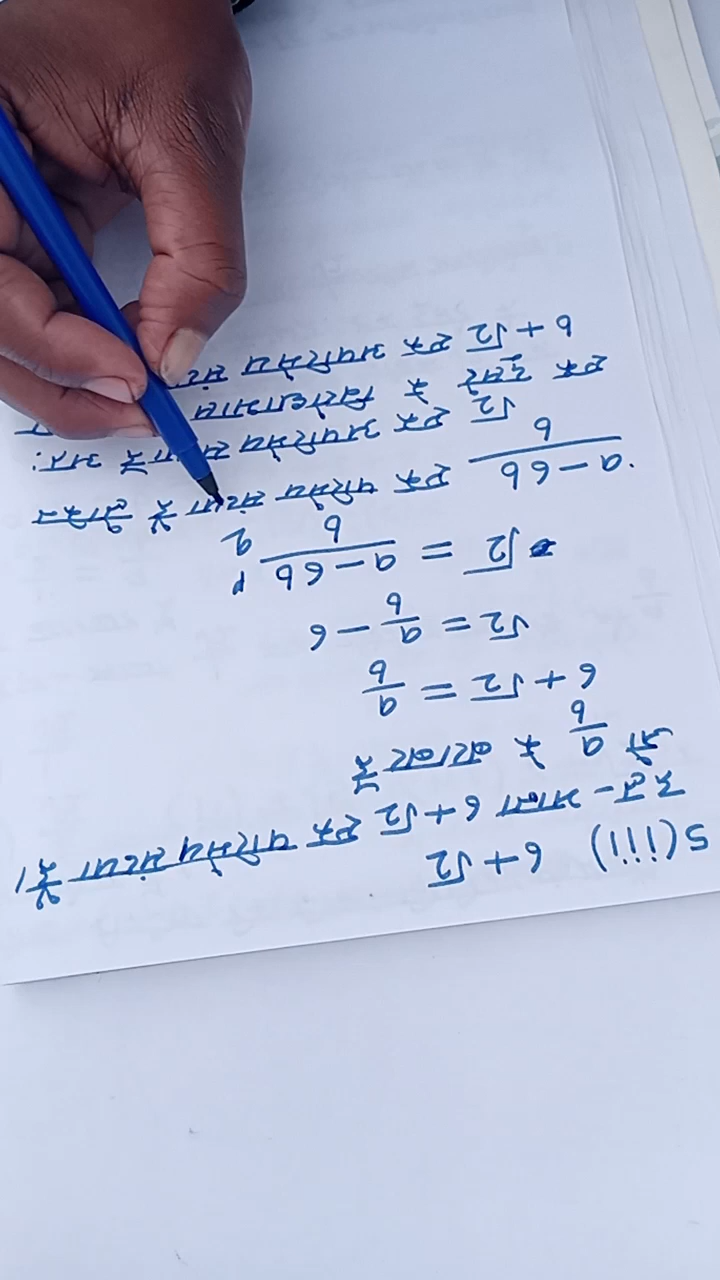 5(iii) 6+√2
हल- माना 6+√2 एक परिमेय संख्या है।
जो a/b के बराबर है
6+√2 = a/b
√2 = a/b - 6
√2 = a-6b/b p/q
a-6b/b एक परिमेय संख्या है लेकिन
√2 एक अपरिमेय है अतः
एक दूसरे के विरोधाभास
6+√2 एक अपरिमेय